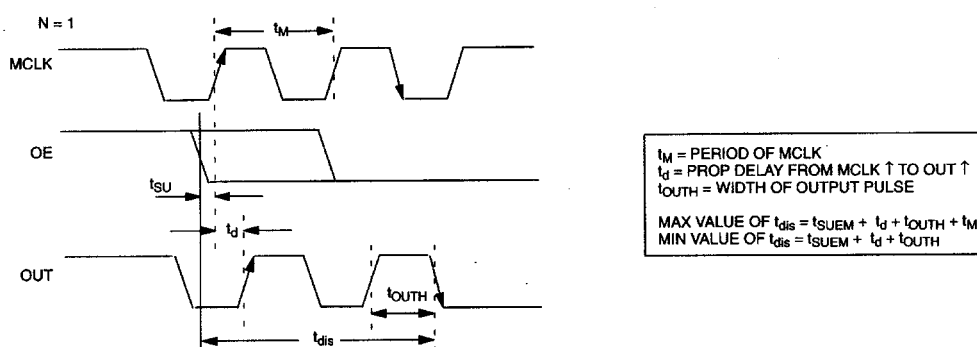 N = 1
t_M
MCLK
OE
t_SU
t_d
OUT
t_OUTH
t_dis
t_M = PERIOD OF MCLK
t_d = PROP DELAY FROM MCLK ↑ TO OUT ↑
t_OUTH = WIDTH OF OUTPUT PULSE
MAX VALUE OF t_dis = t_SUEM + t_d + t_OUTH + t_M
MIN VALUE OF t_dis = t_SUEM + t_d + t_OUTH